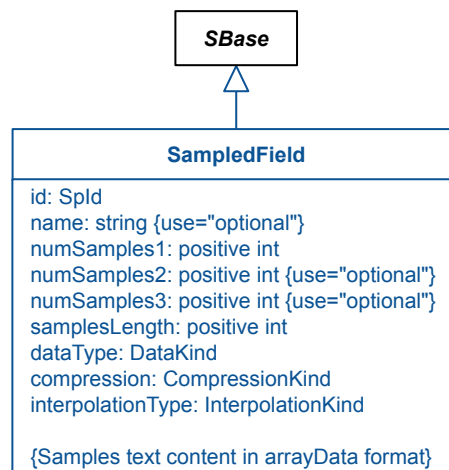 SBase
SampledField
id: SpId
name: string {use="optional"}
numSamples1: positive int
numSamples2: positive int {use="optional"}
numSamples3: positive int {use="optional"}
samplesLength: positive int
dataType: DataKind
compression: CompressionKind
interpolationType: InterpolationKind
{Samples text content in arrayData format}